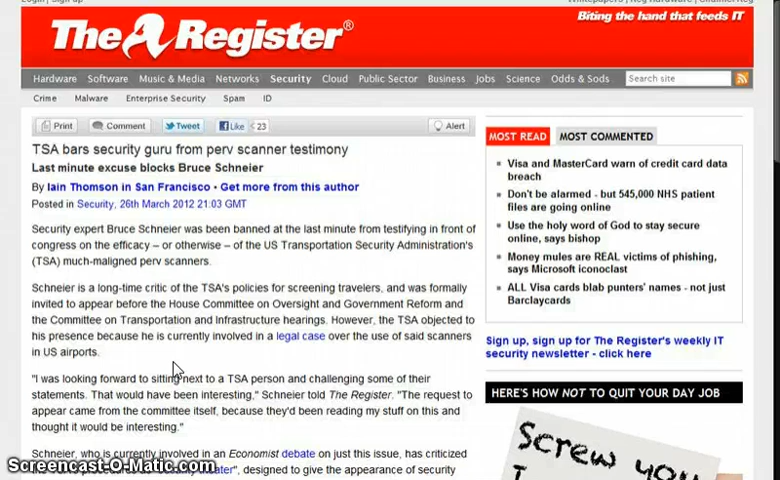 Login | Sign up
Whitepapers | Reg Hardware | Channel Reg
Biting the hand that feeds IT
The Register®
Hardware Software Music & Media Networks Security Cloud Public Sector Business Jobs Science Odds & Sods Search site
Crime Malware Enterprise Security Spam ID
Print Comment Tweet Like 23 Alert
TSA bars security guru from perv scanner testimony
Last minute excuse blocks Bruce Schneier
By Iain Thomson in San Francisco • Get more from this author
Posted in Security, 26th March 2012 21:03 GMT
Security expert Bruce Schneier was been banned at the last minute from testifying in front of
congress on the efficacy – or otherwise – of the US Transportation Security Administration's
(TSA) much-maligned perv scanners.
Schneier is a long-time critic of the TSA's policies for screening travelers, and was formally
invited to appear before the House Committee on Oversight and Government Reform and
the Committee on Transportation and Infrastructure hearings. However, the TSA objected to
his presence because he is currently involved in a legal case over the use of said scanners
in US airports.
"I was looking forward to sitting next to a TSA person and challenging some of their
statements. That would have been interesting," Schneier told The Register. "The request to
appear came from the committee itself, because they'd been reading my stuff on this and
thought it would be interesting."
Schneier, who is currently involved in an Economist debate on just this issue, has criticized
theater", designed to give the appearance of security
MOST READ MOST COMMENTED
Visa and MasterCard warn of credit card data
breach
Don't be alarmed - but 545,000 NHS patient
files are going online
Use the holy word of God to stay secure
online, says bishop
Money mules are REAL victims of phishing,
says Microsoft iconoclast
ALL Visa cards blab punters' names - not just
Barclaycards
Sign up, sign up for The Register's weekly IT
security newsletter - click here
HERE'S HOW NOT TO QUIT YOUR DAY JOB
Screw you
I
Screencast-O-Matic.com